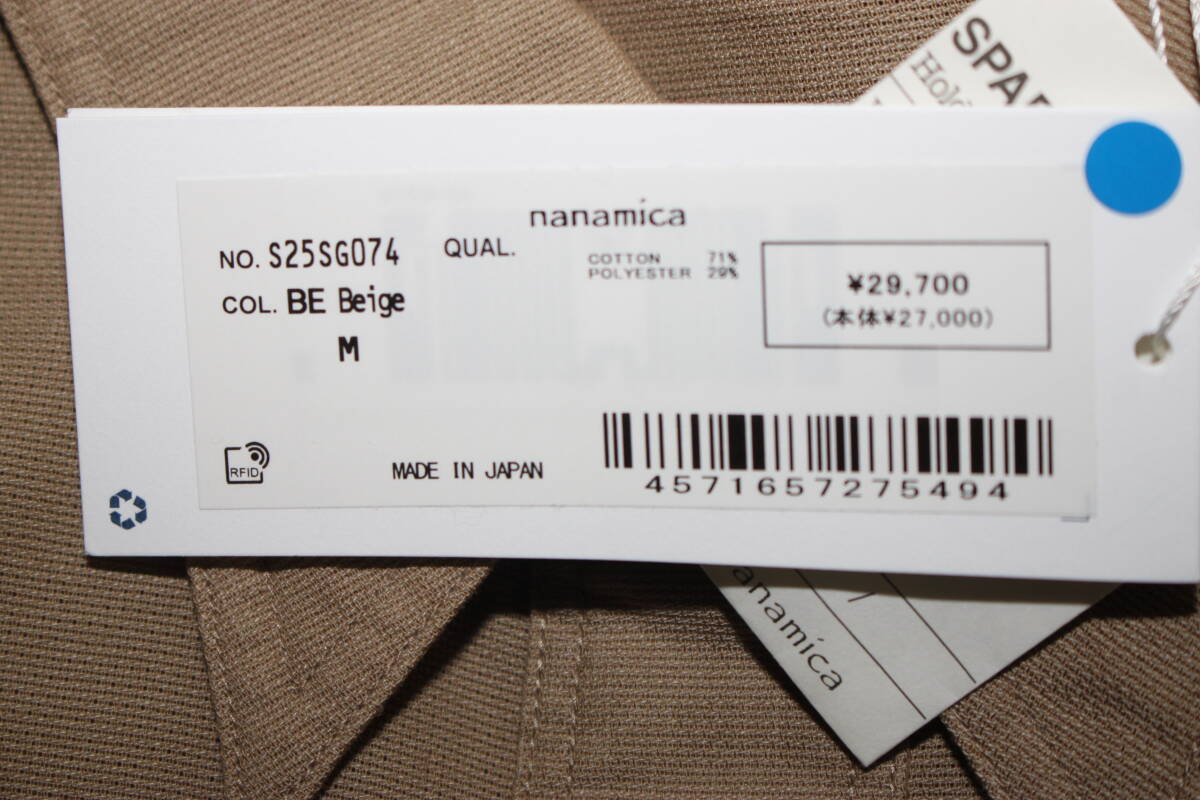 nanamica
NO. S25SG074
QUAL.
COTTON 71%
POLYESTER 29%
COL. BE Beige
M
¥29,700
(本体¥27,000)
RFID
MADE IN JAPAN
4571657275494